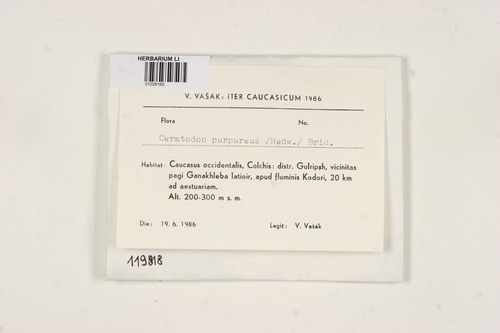 HERBARIUM LI
01020160
V. VAŠÁK: ITER CAUCASICUM 1986
Flora No.
Ceratodon purpureus /Hedw./ Brid.
Habitat: Caucasus occidentalis, Colchis: distr. Gulripsh, vicinitas
pagi Ganakhleba latioir, apud fluminis Kodori, 20 km
ad aestuariam.
Alt. 200-300 m s. m.
Die: 19. 6. 1986 Legit: V. Vašák
119818